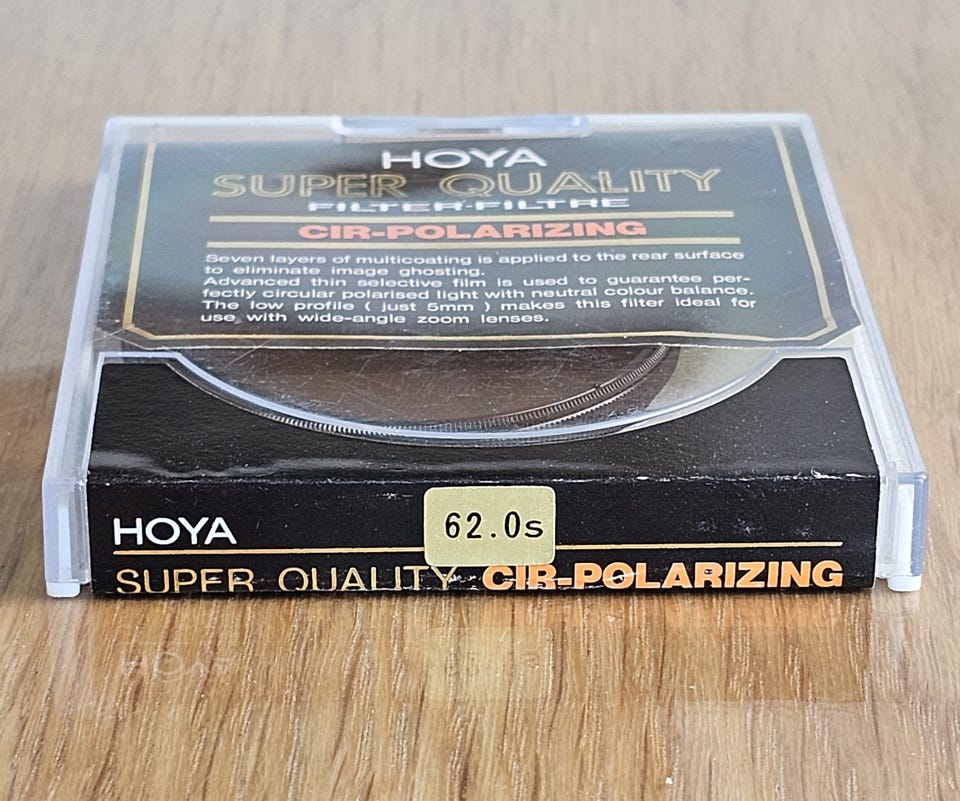 HOYA
SUPER QUALITY
FILTER·FILTRE
CIR-POLARIZING
Seven layers of multicoating is applied to the rear surface
to eliminate image ghosting.
Advanced thin selective film is used to guarantee per-
fectly circular polarised light with neutral colour balance.
The low profile ( just 5mm ) makes this filter ideal for
use with wide-angle zoom lenses.
HOYA
62.0s
SUPER QUALITY CIR-POLARIZING